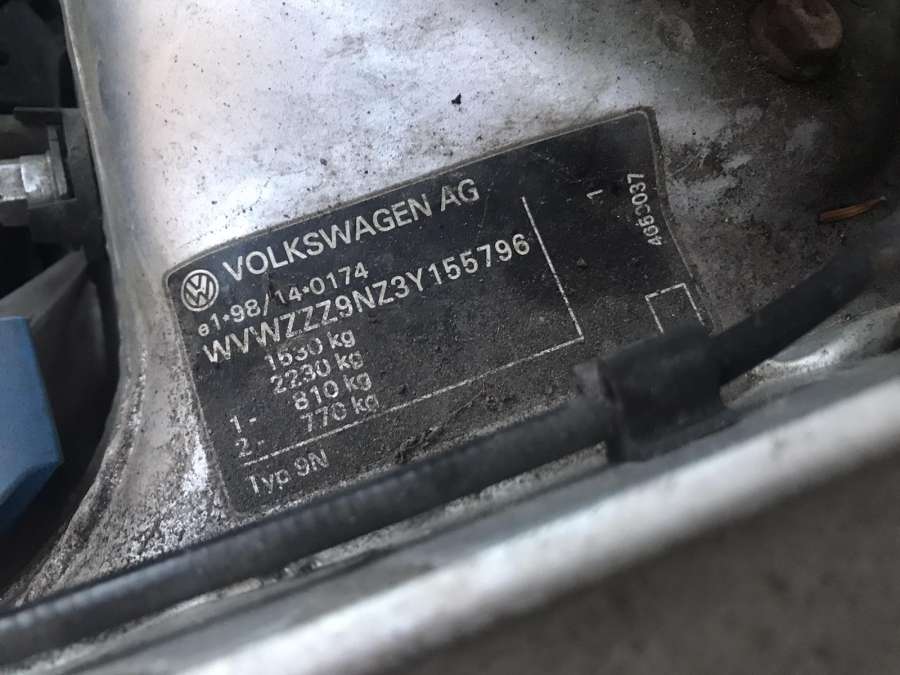 VOLKSWAGEN AG
e1*98/14*0174
WVWZZZ9NZ3Y155796
1530 kg
2230 kg
1- 810 kg
2- 770 kg
Typ 9N
1